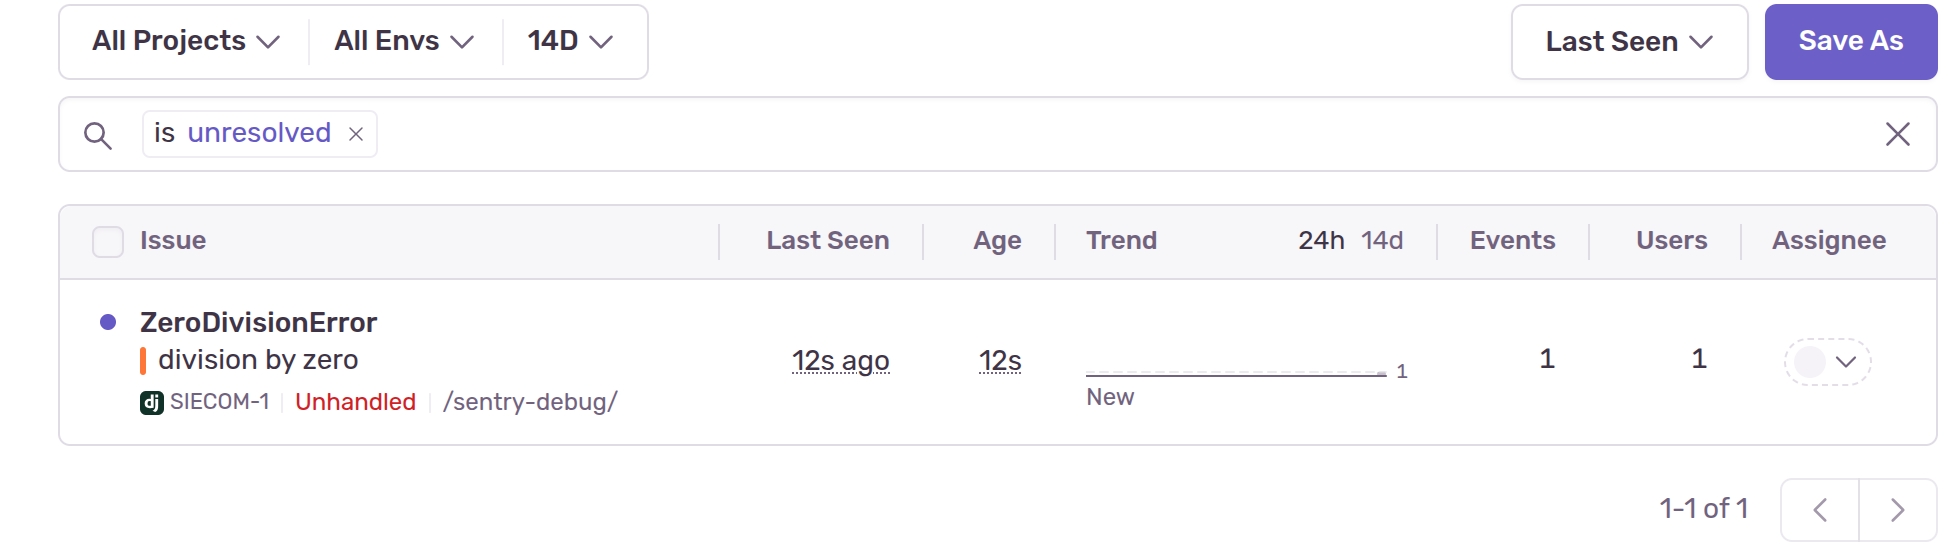 All Projects All Envs 14D Last Seen Save As
is unresolved
Issue Last Seen Age Trend 24h 14d Events Users Assignee
ZeroDivisionError
division by zero 12s ago 12s 1 1 1
dj SIECOM-1 Unhandled /sentry-debug/ New
1-1 of 1